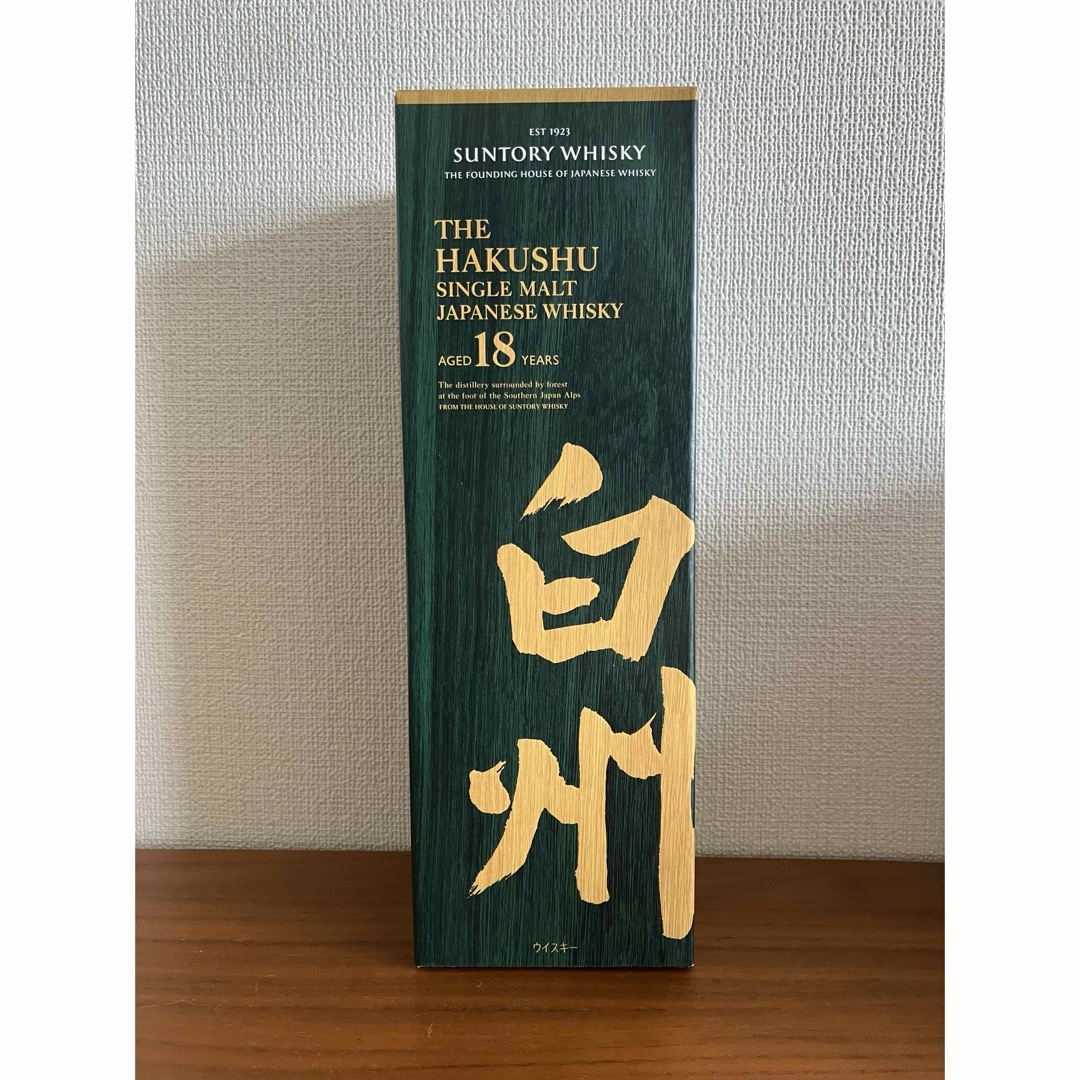 EST 1923
SUNTORY WHISKY
THE FOUNDING HOUSE OF JAPANESE WHISKY
THE
HAKUSHU
SINGLE MALT
JAPANESE WHISKY
AGED 18 YEARS
The distillery surrounded by forest
at the foot of the Southern Japan Alps
FROM THE HOUSE OF SUNTORY WHISKY
白
州
ウイスキー